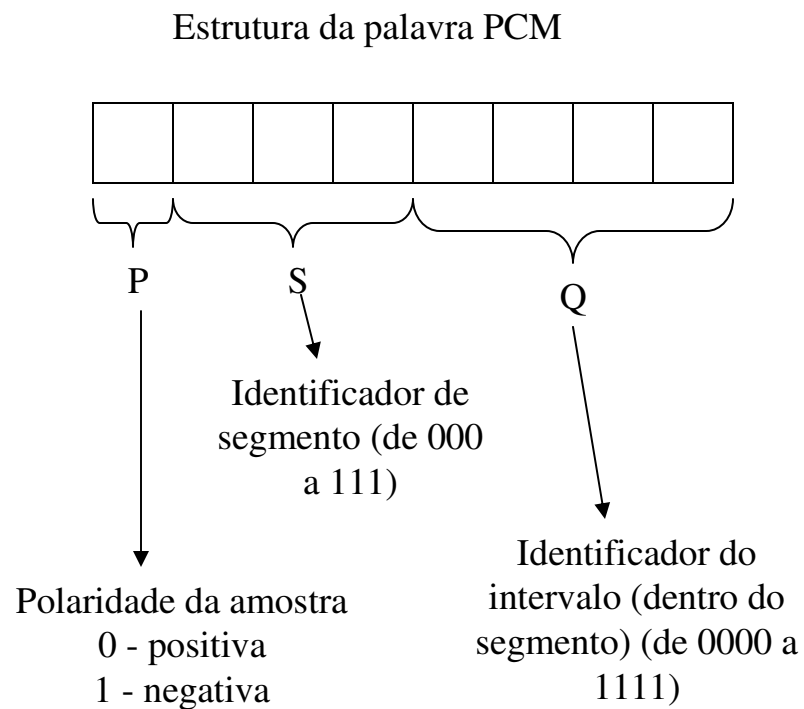 Estrutura da palavra PCM
P
S
Q
Identificador de
segmento (de 000
a 111)
Polaridade da amostra
0 - positiva
1 - negativa
Identificador do
intervalo (dentro do
segmento) (de 0000 a
1111)